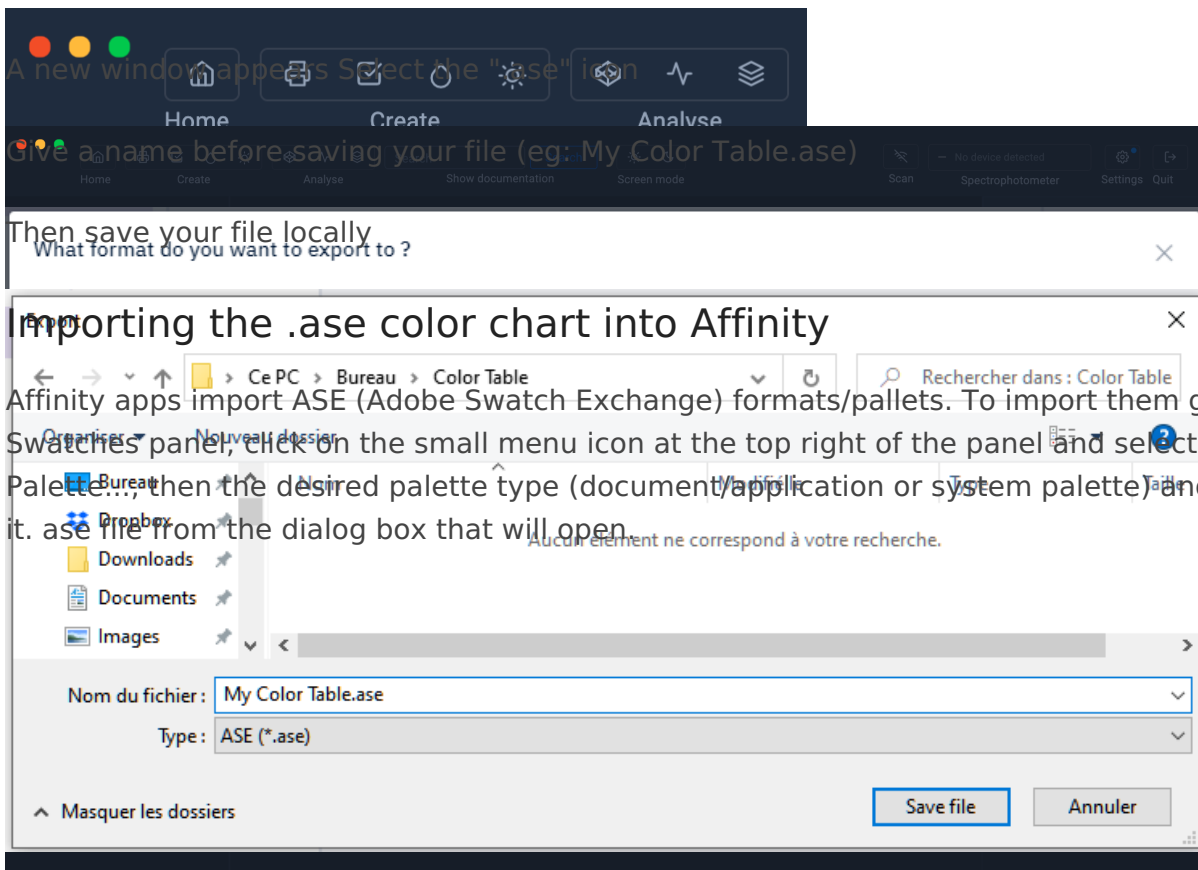 A new window appears Select the ".ase" icon
Home Create Analyse
Give a name before saving your file (eg: My Color Table.ase)
Home Create Analyse Show documentation Screen mode Scan No device detected Spectrophotometer Settings Quit
Then save your file locally
What format do you want to export to ?
Importing the .ase color chart into Affinity
Export
Ce PC > Bureau > Color Table
Rechercher dans : Color Table
Affinity apps import ASE (Adobe Swatch Exchange) formats/pallets. To import them
Organiser Nouveau dossier
Swatches panel, click on the small menu icon at the top right of the panel and select
Bureau Nom Modifié le Type Taille
Palette..., then the desired palette type (document/application or system palette)
Dropbox
it. ase file from the dialog box that will open.
Aucun élément ne correspond à votre recherche.
Downloads
Documents
Images
Nom du fichier : My Color Table.ase
Type : ASE (*.ase)
Masquer les dossiers
Save file Annuler